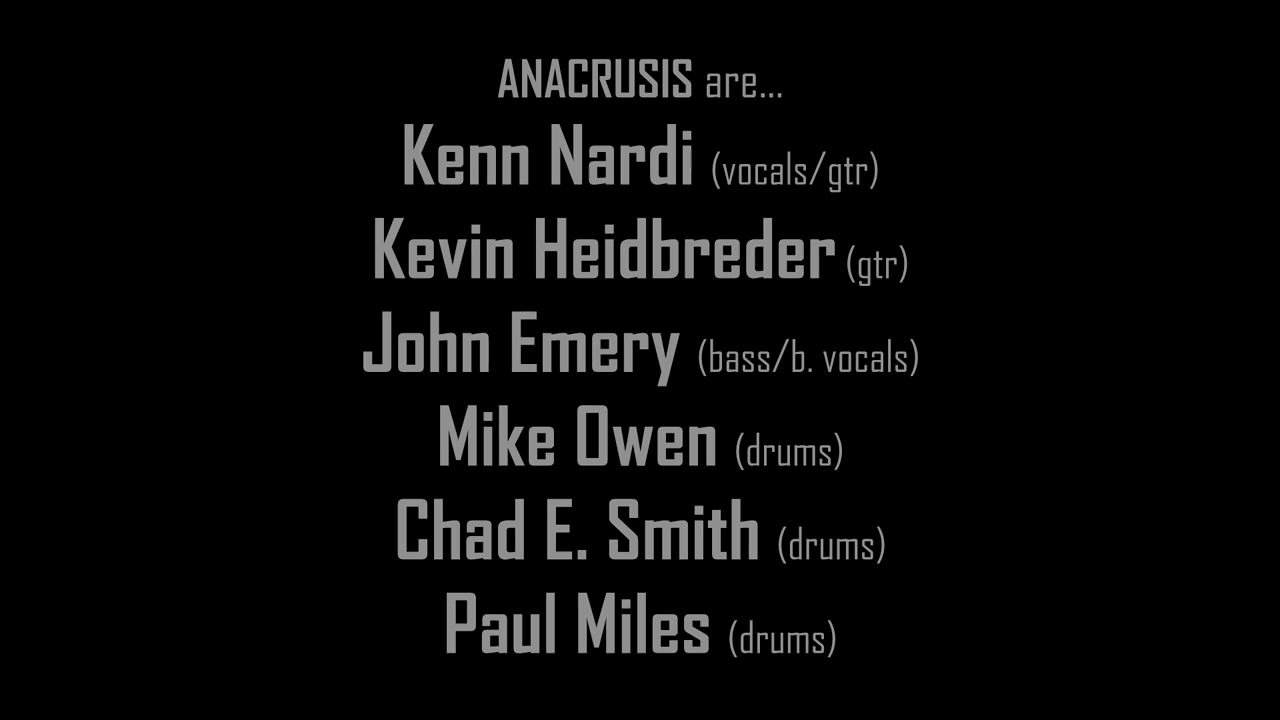 ANACRUSIS are...
Kenn Nardi (vocals/gtr)
Kevin Heidbreder (gtr)
John Emery (bass/b. vocals)
Mike Owen (drums)
Chad E. Smith (drums)
Paul Miles (drums)